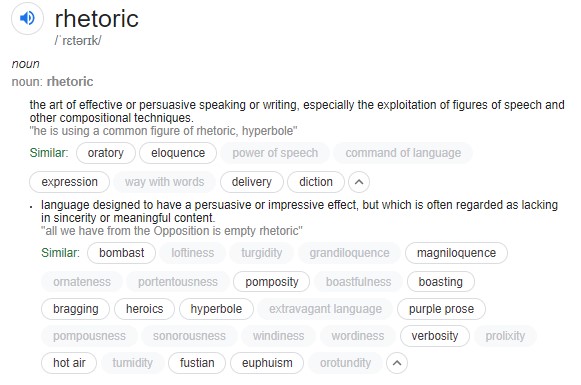 rhetoric
/ˈrɛtərɪk/
noun
noun: rhetoric
the art of effective or persuasive speaking or writing, especially the exploitation of figures of speech and
other compositional techniques.
"he is using a common figure of rhetoric, hyperbole"
Similar: oratory eloquence power of speech command of language
expression way with words delivery diction
• language designed to have a persuasive or impressive effect, but which is often regarded as lacking
in sincerity or meaningful content.
"all we have from the Opposition is empty rhetoric"
Similar: bombast loftiness turgidity grandiloquence magniloquence
ornateness portentousness pomposity boastfulness boasting
bragging heroics hyperbole extravagant language purple prose
pompousness sonorousness windiness wordiness verbosity prolixity
hot air tumidity fustian euphuism orotundity